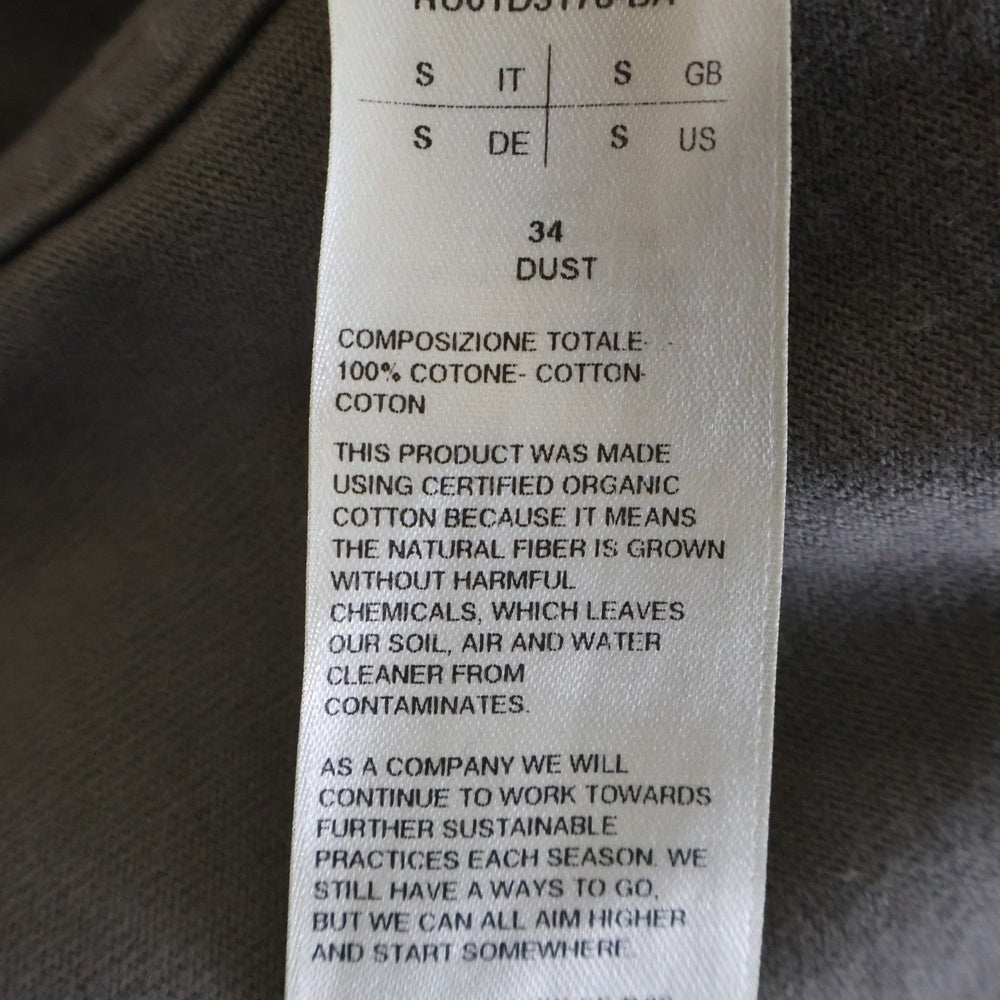 S IT S GB
S DE S US
34
DUST
COMPOSIZIONE TOTALE-
100% COTONE- COTTON-
COTON
THIS PRODUCT WAS MADE
USING CERTIFIED ORGANIC
COTTON BECAUSE IT MEANS
THE NATURAL FIBER IS GROWN
WITHOUT HARMFUL
CHEMICALS, WHICH LEAVES
OUR SOIL, AIR AND WATER
CLEANER FROM
CONTAMINATES.
AS A COMPANY WE WILL
CONTINUE TO WORK TOWARDS
FURTHER SUSTAINABLE
PRACTICES EACH SEASON. WE
STILL HAVE A WAYS TO GO,
BUT WE CAN ALL AIM HIGHER
AND START SOMEWHERE.